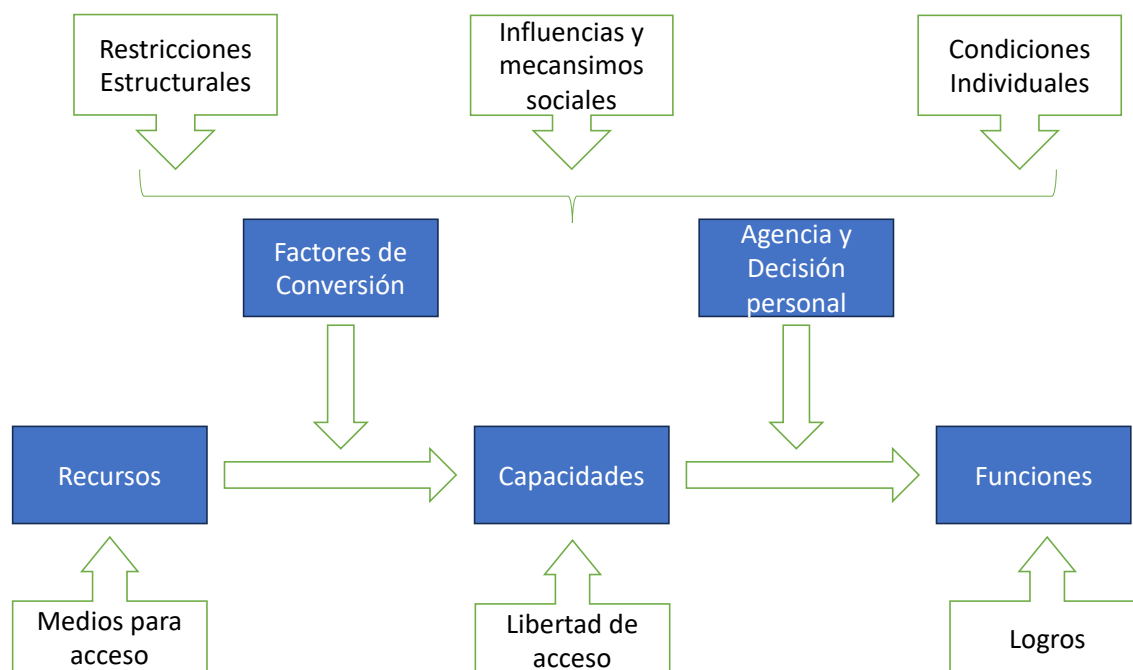 Restricciones
Estructurales
Influencias y
mecansimos
sociales
Condiciones
Individuales
Factores de
Conversión
Agencia y
Decisión
personal
Recursos
Capacidades
Funciones
Medios para
acceso
Libertad de
acceso
Logros